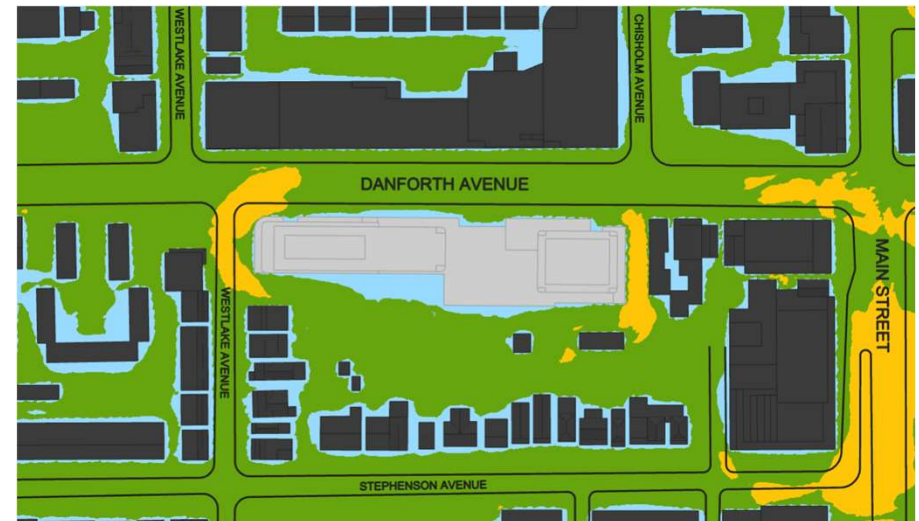 WESTLAKE AVENUE
CHISHOLM AVENUE
DANFORTH AVENUE
MAIN STREET
WESTLAKE AVENUE
STEPHENSON AVENUE